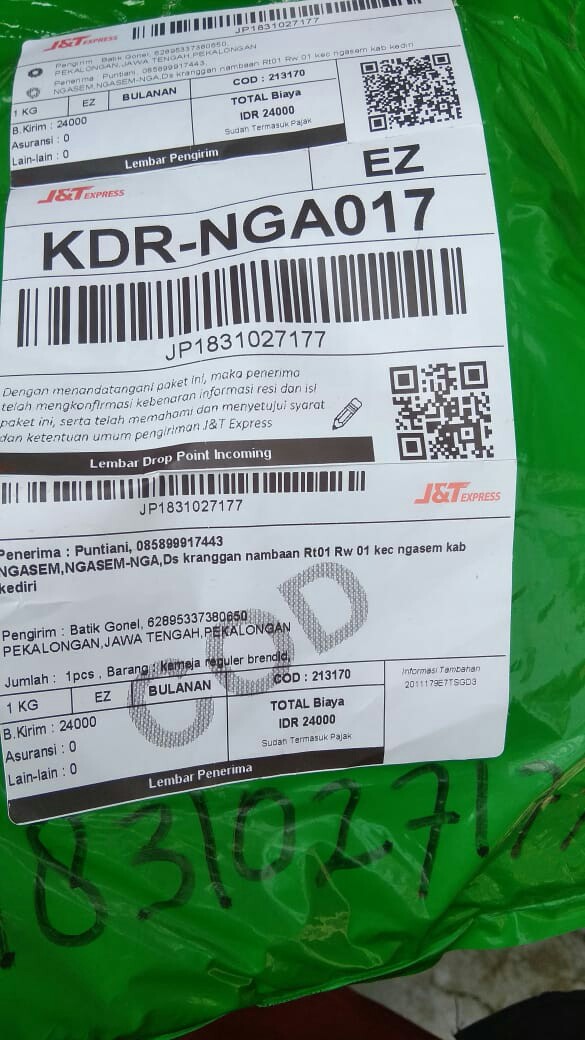 J&T EXPRESS
JP1831027177
Pengirim : Batik Gonel, 62895337380650,
PEKALONGAN,JAWA TENGAH,PEKALONGAN
Penerima : Puntiani, 085899917443,
NGASEM,NGASEM-NGA,Ds kranggan nambaan Rt01 Rw 01 kec ngasem kab kediri
1 KG
EZ
BULANAN
COD : 213170
B.Kirim : 24000
Asuransi : 0
Lain-lain : 0
TOTAL Biaya
IDR 24000
Sudah Termasuk Pajak
Lembar Pengirim
J&T EXPRESS
EZ
KDR-NGA017
JP1831027177
Dengan menandatangani paket ini, maka penerima
telah mengkonfirmasi kebenaran informasi resi dan isi
paket ini, serta telah memahami dan menyetujui syarat
dan ketentuan umum pengiriman J&T Express
Lembar Drop Point Incoming
JP1831027177
J&T EXPRESS
Penerima : Puntiani, 085899917443
NGASEM,NGASEM-NGA,Ds kranggan nambaan Rt01 Rw 01 kec ngasem kab
kediri
Pengirim : Batik Gonel, 62895337380650
PEKALONGAN,JAWA TENGAH,PEKALONGAN
COD
Jumlah : 1pcs , Barang : kemeja reguler brendid,
1 KG
EZ
BULANAN
COD : 213170
Informasi Tambahan
2011179E7TSGD3
B.Kirim : 24000
Asuransi : 0
Lain-lain : 0
TOTAL Biaya
IDR 24000
Sudah Termasuk Pajak
Lembar Penerima
183102717